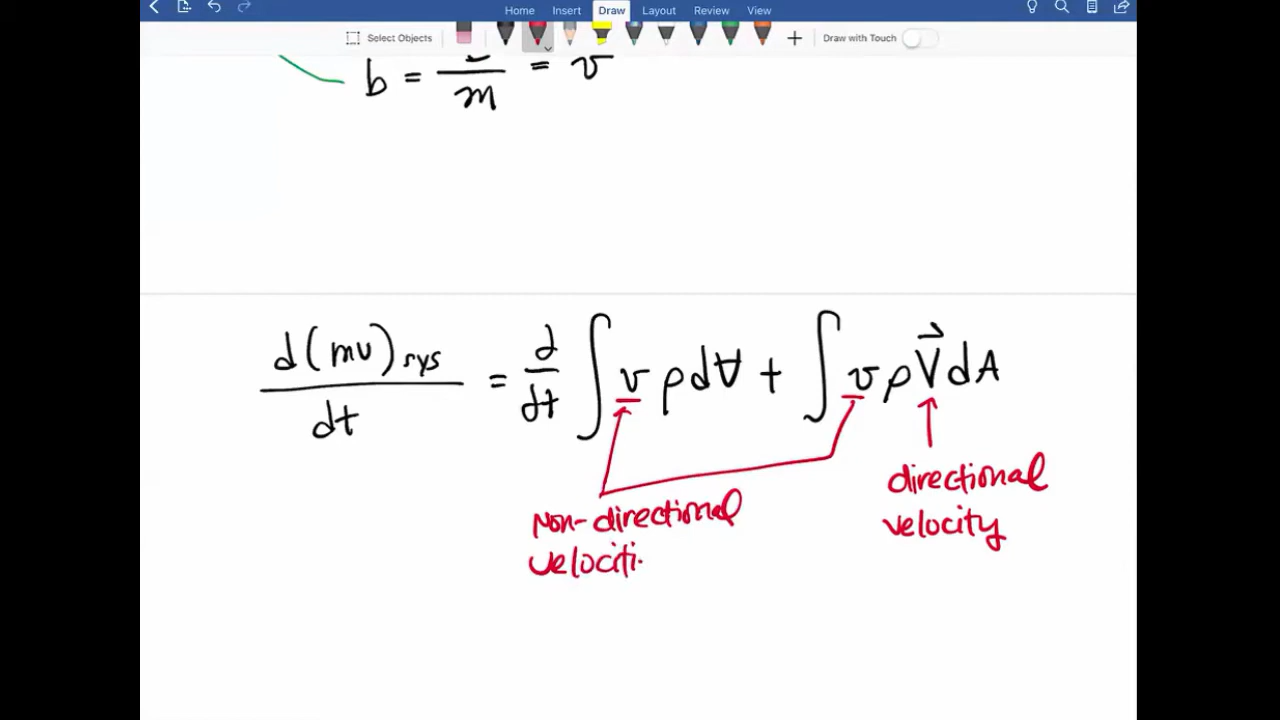 Home Insert Draw Layout Review View
Select Objects
Draw with Touch
b = /m = v
d(mv)sys/dt = ∂/∂t ∫ v ρ d∀ + ∫ v ρ V⃗ dA
directional
velocity
Non-directional
velociti